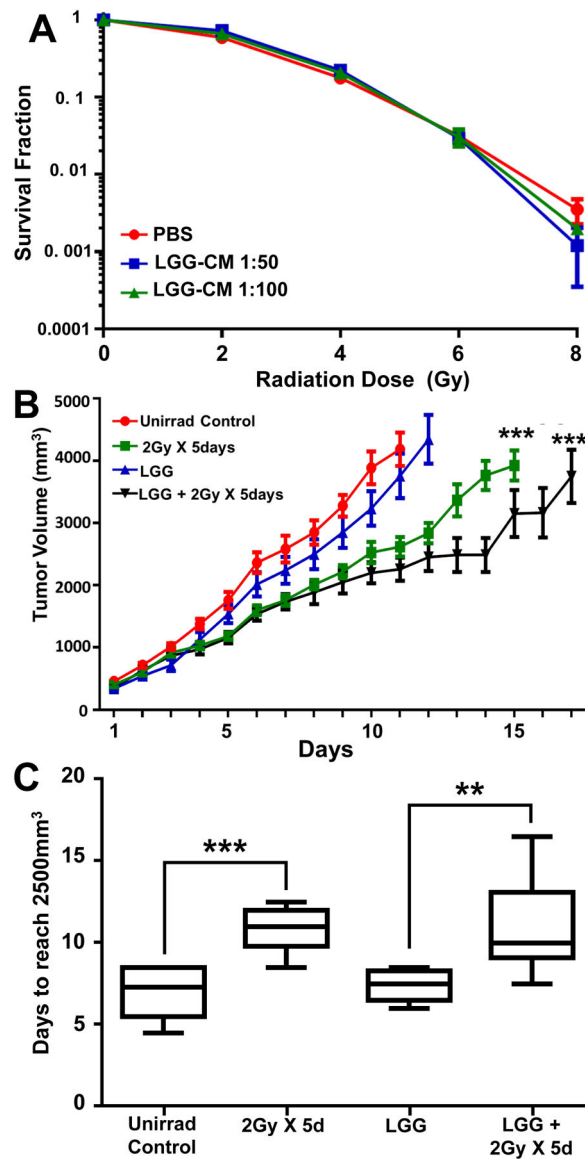 A
1
0.1
0.01
0.001
0.0001
Survival Fraction
PBS
LGG-CM 1:50
LGG-CM 1:100
0 2 4 6 8
Radiation Dose (Gy)
B
5000
4000
3000
2000
1000
0
Tumor Volume (mm³)
Unirrad Control
2Gy X 5days
LGG
LGG + 2Gy X 5days
***
***
1 5 10 15
Days
C
20
15
10
5
0
Days to reach 2500mm³
***
**
Unirrad
Control
2Gy X 5d
LGG
LGG +
2Gy X 5d